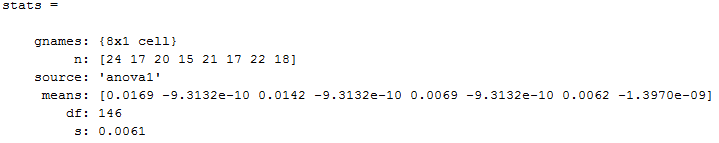 stats =
gnames: {8x1 cell}
n: [24 17 20 15 21 17 22 18]
source: 'anova1'
means: [0.0169 -9.3132e-10 0.0142 -9.3132e-10 0.0069 -9.3132e-10 0.0062 -1.3970e-09]
df: 146
s: 0.0061